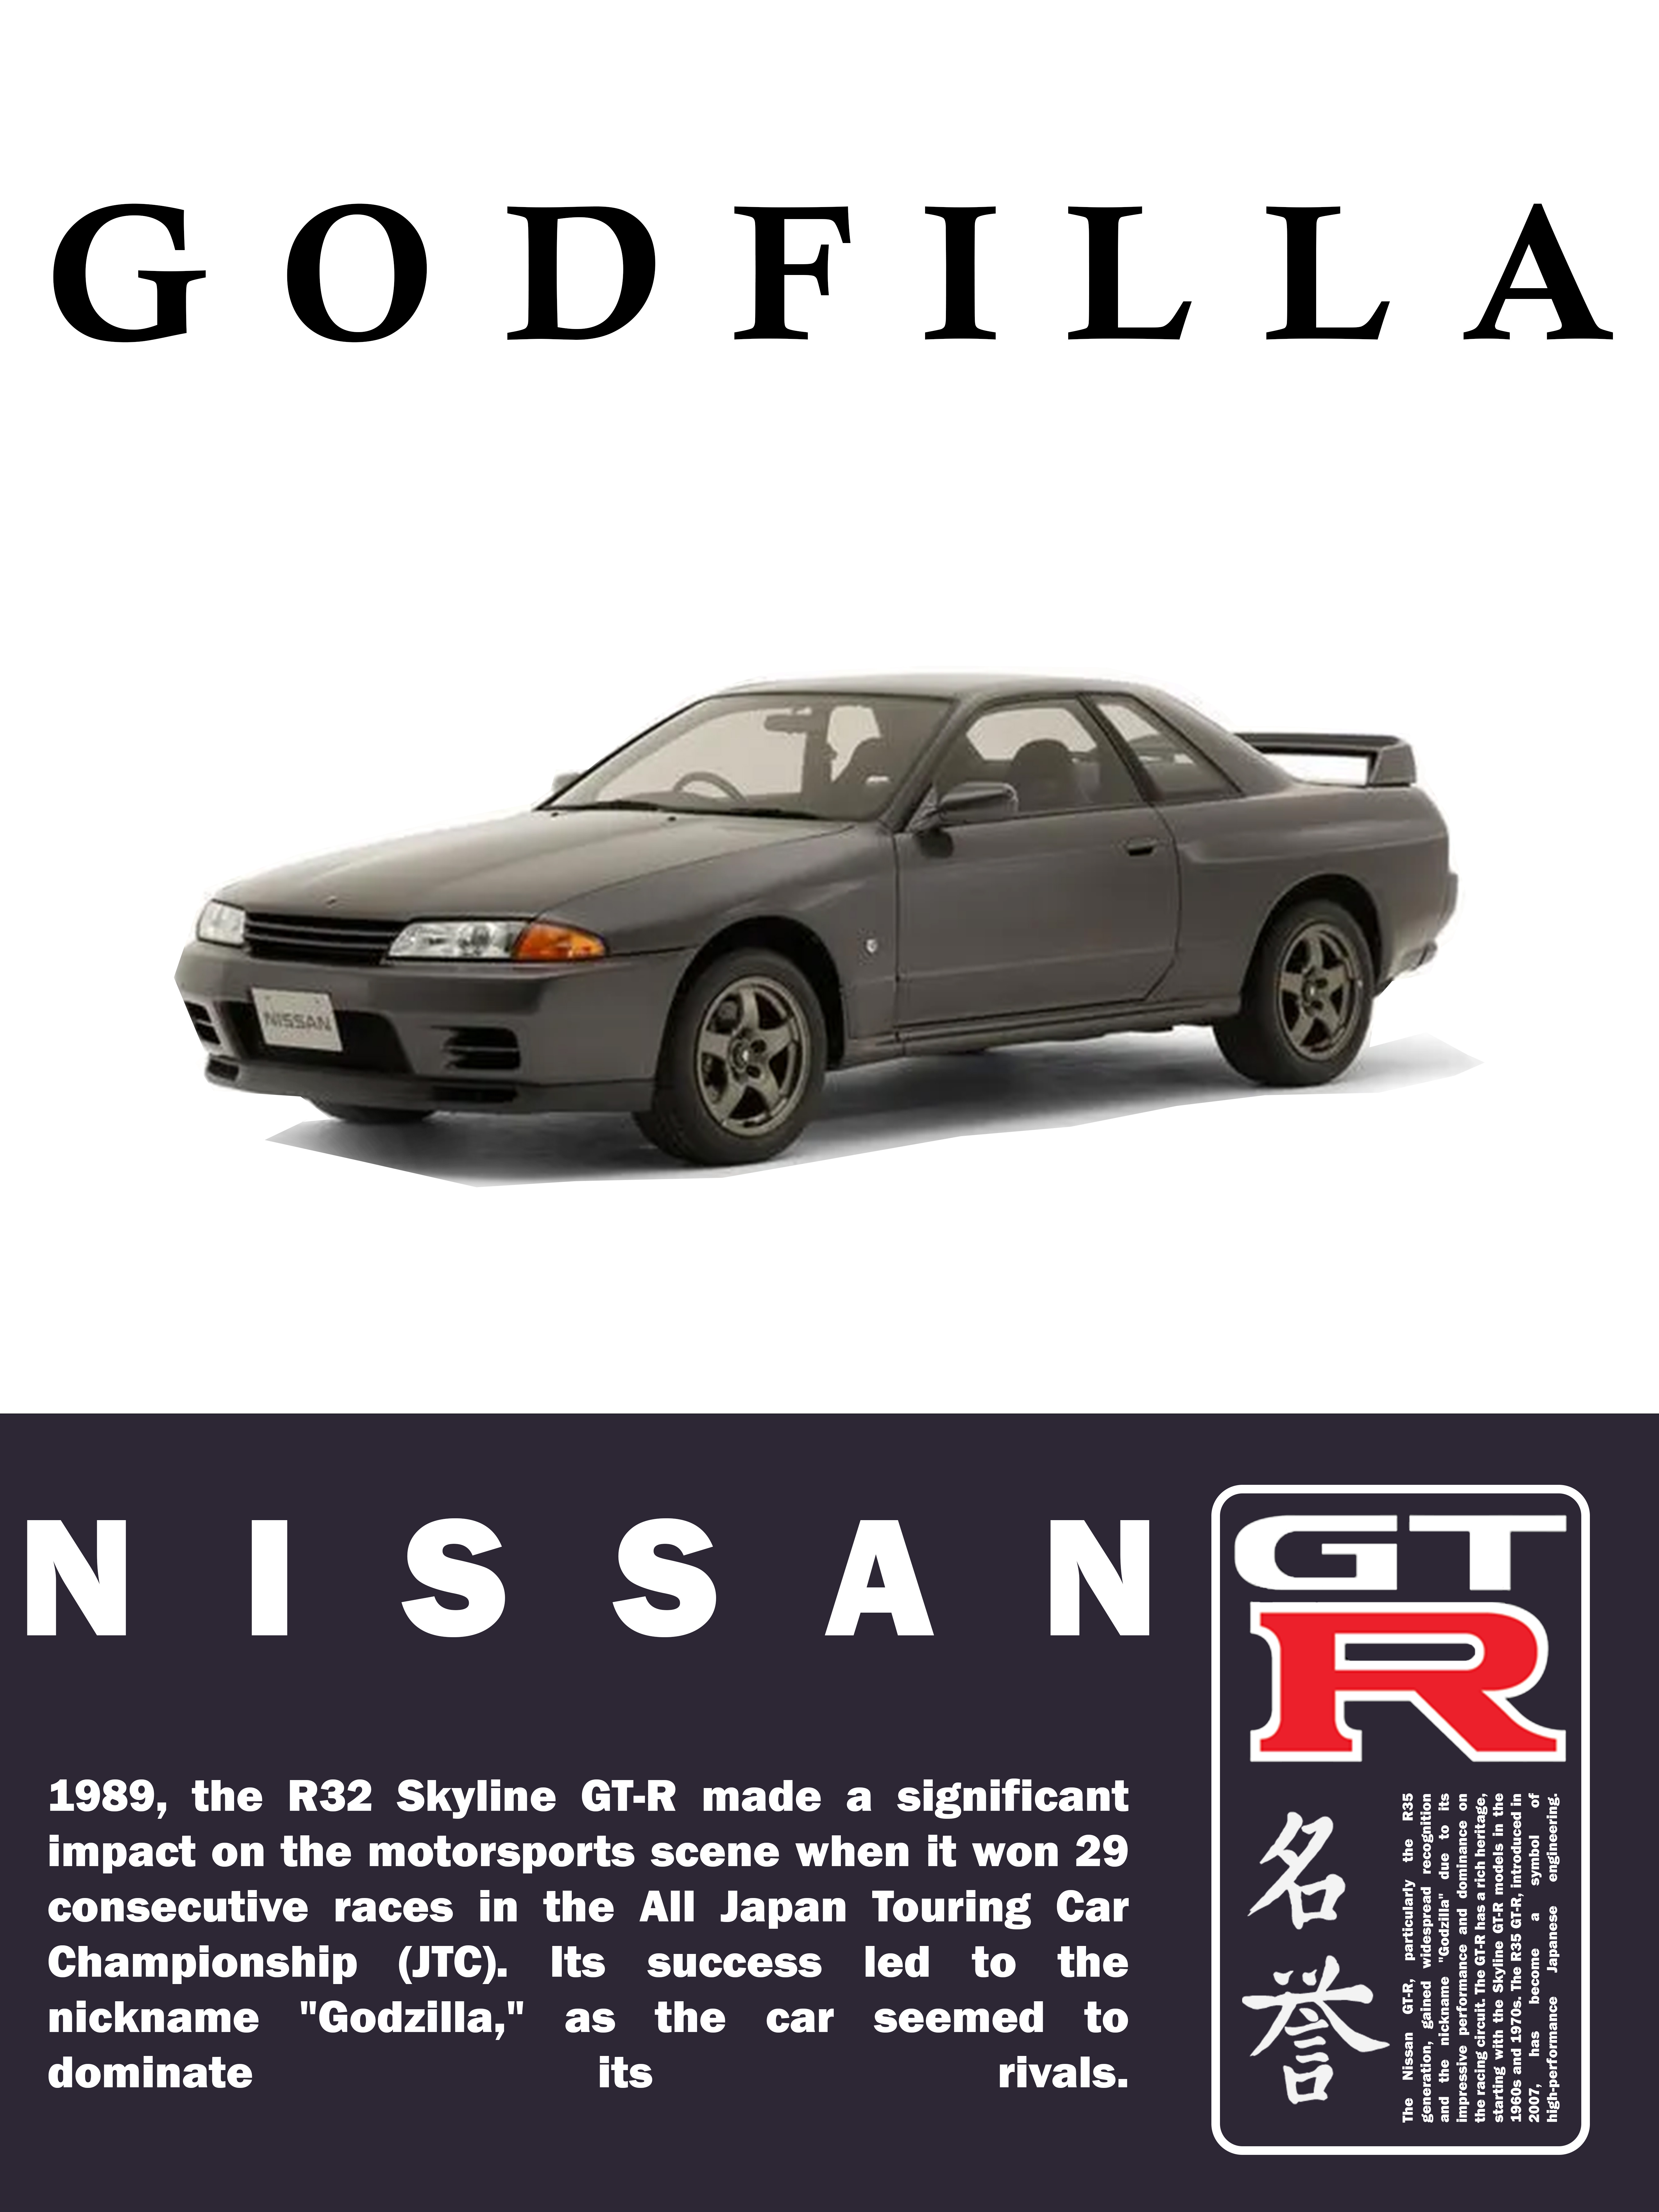 GODFILLA
NISSAN
NISSAN
1989, the R32 Skyline GT-R made a significant
impact on the motorsports scene when it won 29
consecutive races in the All Japan Touring Car
Championship (JTC). Its success led to the
nickname "Godzilla," as the car seemed to
dominate its rivals.
GT
R
名
誉
The Nissan GT-R, particularly the R35
generation, gained widespread recognition
and the nickname "Godzilla" due to its
impressive performance and dominance on
the racing circuit. The GT-R has a rich heritage,
starting with the Skyline GT-R models in the
1960s and 1970s. The R35 GT-R, introduced in
2007, has become a symbol of
high-performance Japanese engineering.